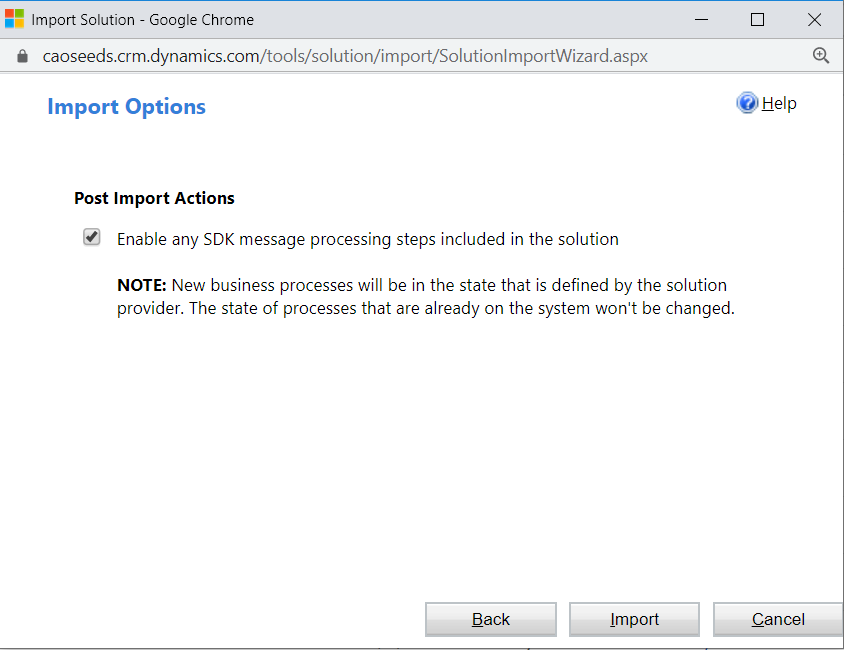 Import Solution - Google Chrome
caoseeds.crm.dynamics.com/tools/solution/import/SolutionImportWizard.aspx
Import Options
Help
Post Import Actions
Enable any SDK message processing steps included in the solution
NOTE: New business processes will be in the state that is defined by the solution
provider. The state of processes that are already on the system won't be changed.
Back Import Cancel